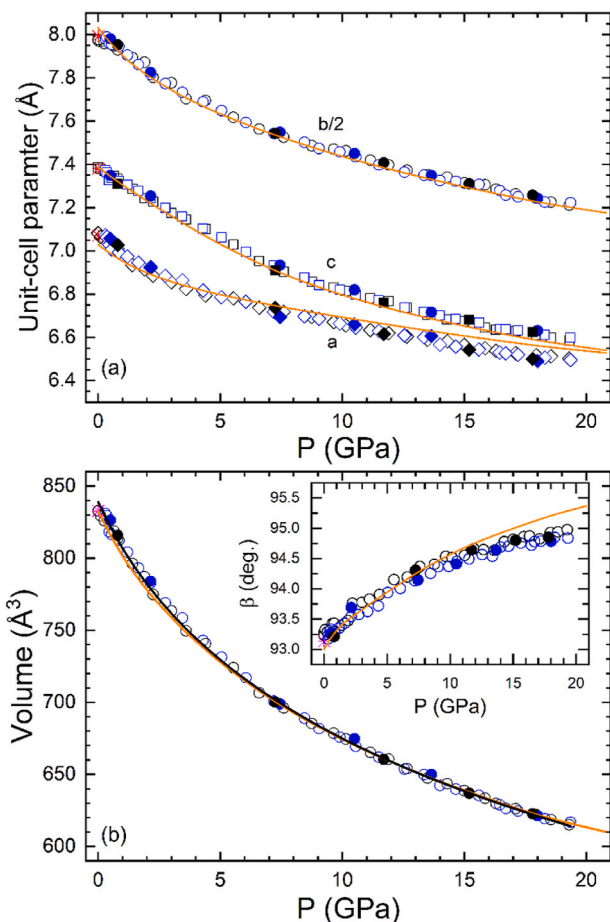 8.0
7.8
7.6
7.4
7.2
7.0
6.8
6.6
6.4
Unit-cell paramter (Å)
b/2
c
a
(a)
0 5 10 15 20
P (GPa)
850
800
750
700
650
600
Volume (Å³)
95.5
95.0
94.5
94.0
93.5
93.0
β (deg.)
0 5 10 15 20
P (GPa)
(b)
0 5 10 15 20
P (GPa)